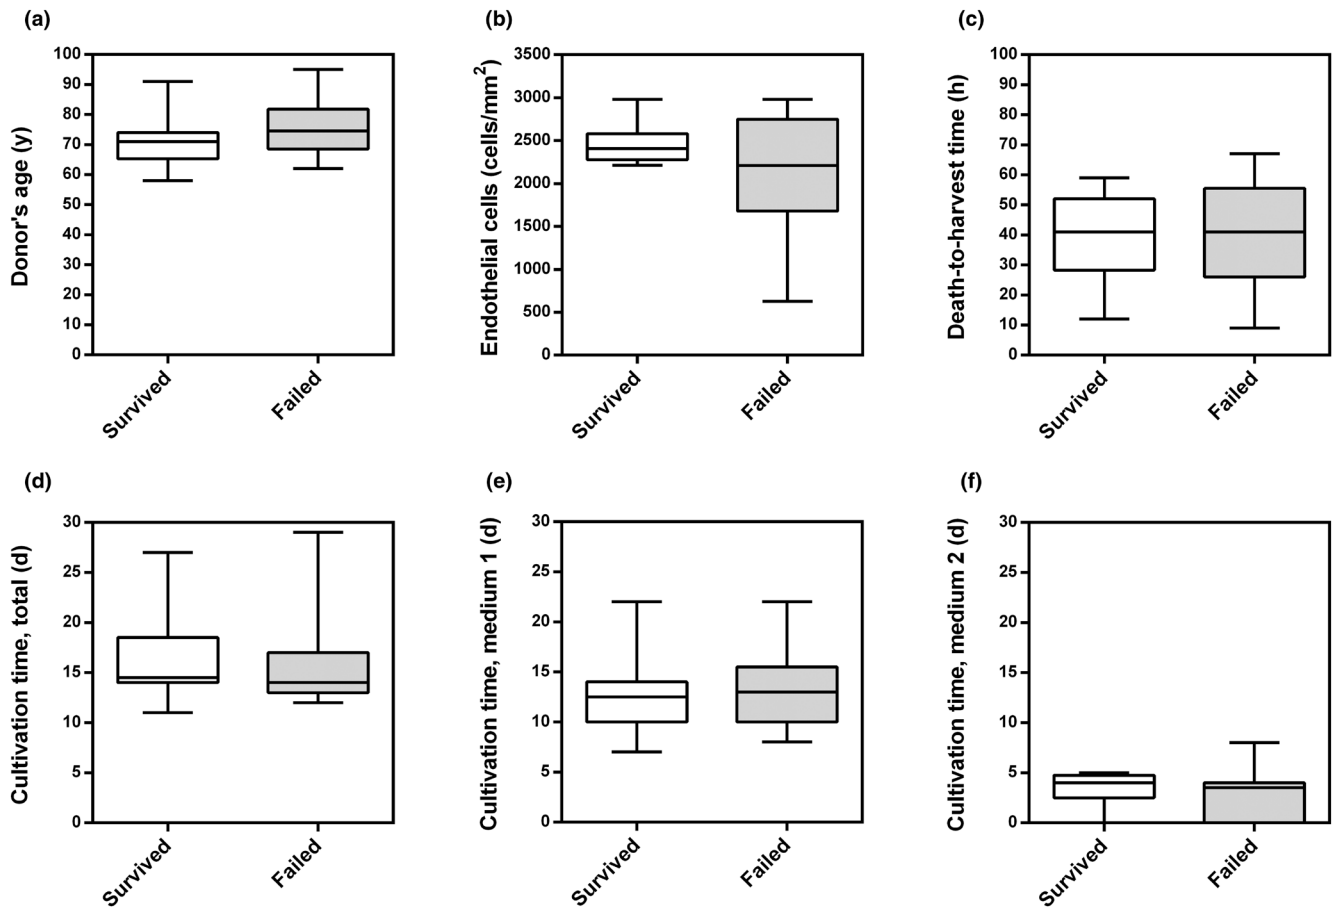 (a)
Donor's age (y)
100
90
80
70
60
50
40
30
20
10
0
Survived
Failed
(b)
Endothelial cells (cells/mm²)
3500
3000
2500
2000
1500
1000
500
0
Survived
Failed
(c)
Death-to-harvest time (h)
100
90
80
70
60
50
40
30
20
10
0
Survived
Failed
(d)
Cultivation time, total (d)
30
25
20
15
10
5
0
Survived
Failed
(e)
Cultivation time, medium 1 (d)
30
25
20
15
10
5
0
Survived
Failed
(f)
Cultivation time, medium 2 (d)
30
25
20
15
10
5
0
Survived
Failed